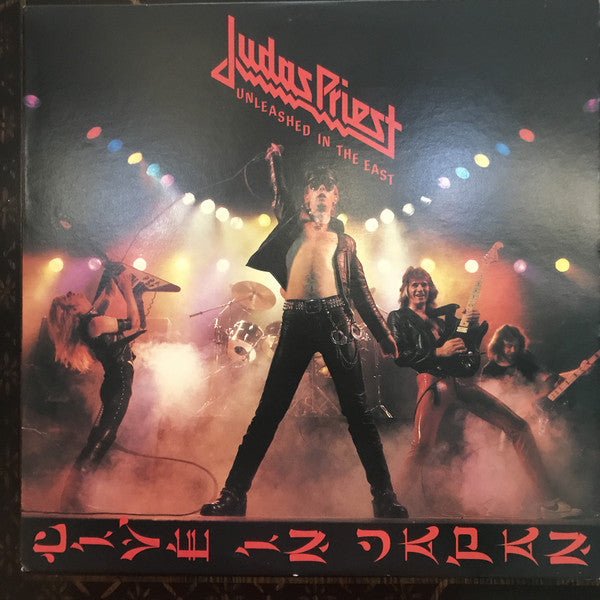 Judas Priest
UNLEASHED IN THE EAST
LIVE IN JAPAN